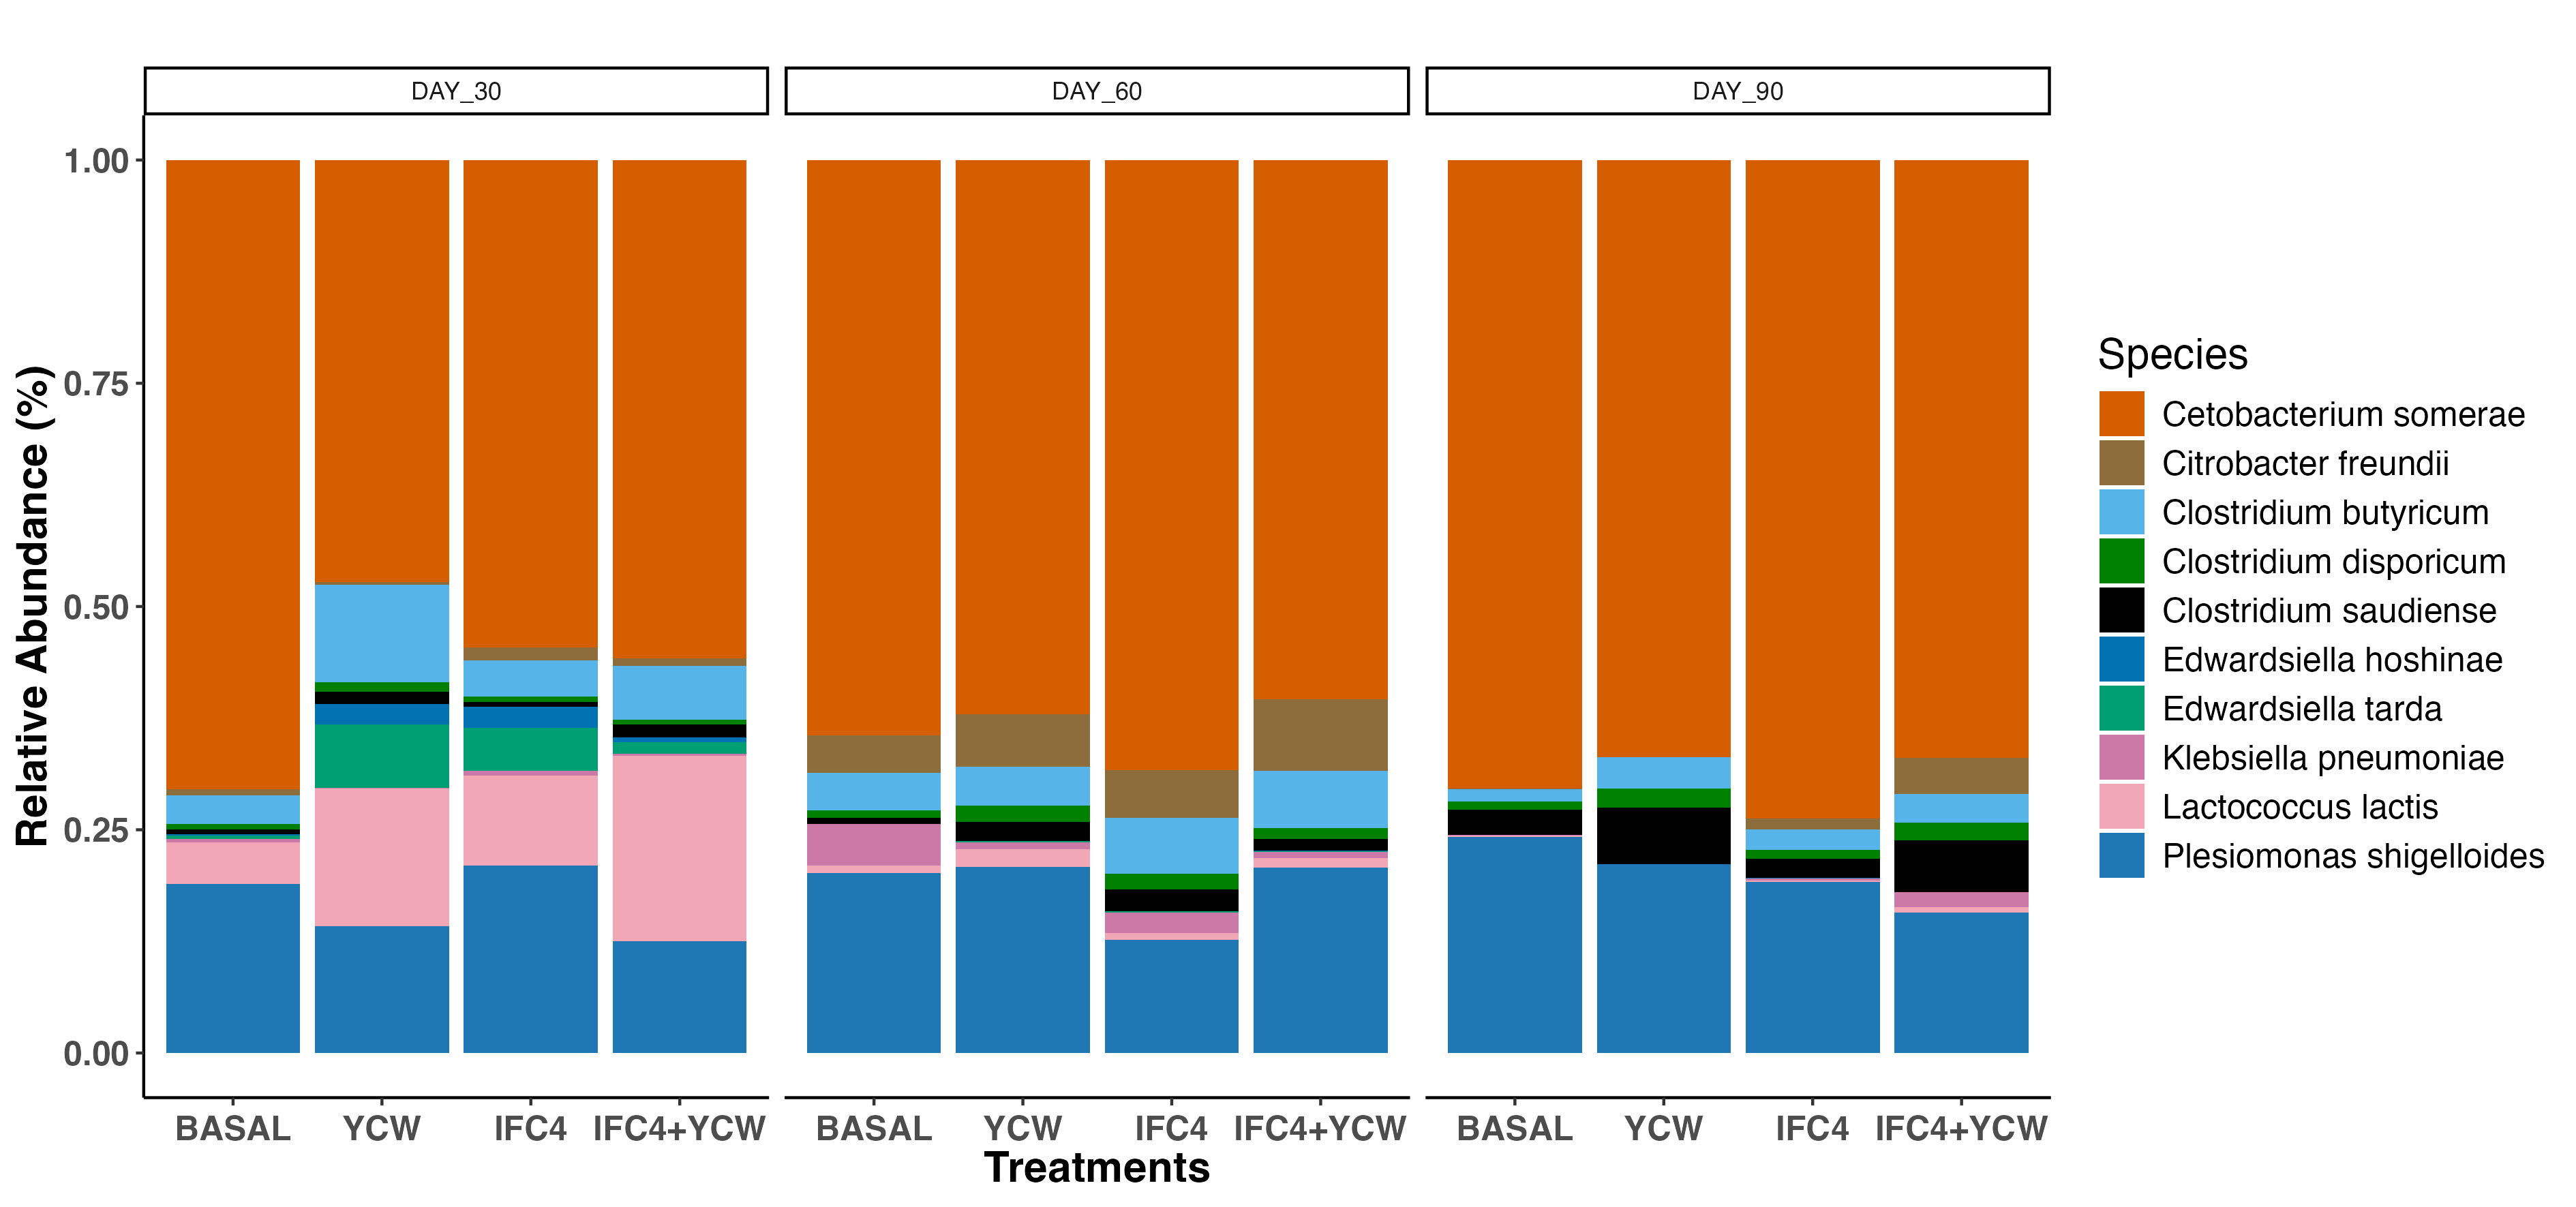 DAY_30 DAY_60 DAY_90
1.00
0.75
0.50
0.25
0.00
Relative Abundance (%)
BASAL YCW IFC4 IFC4+YCW BASAL YCW IFC4 IFC4+YCW BASAL YCW IFC4 IFC4+YCW
Treatments
Species
Cetobacterium somerae
Citrobacter freundii
Clostridium butyricum
Clostridium disporicum
Clostridium saudiense
Edwardsiella hoshinae
Edwardsiella tarda
Klebsiella pneumoniae
Lactococcus lactis
Plesiomonas shigelloides